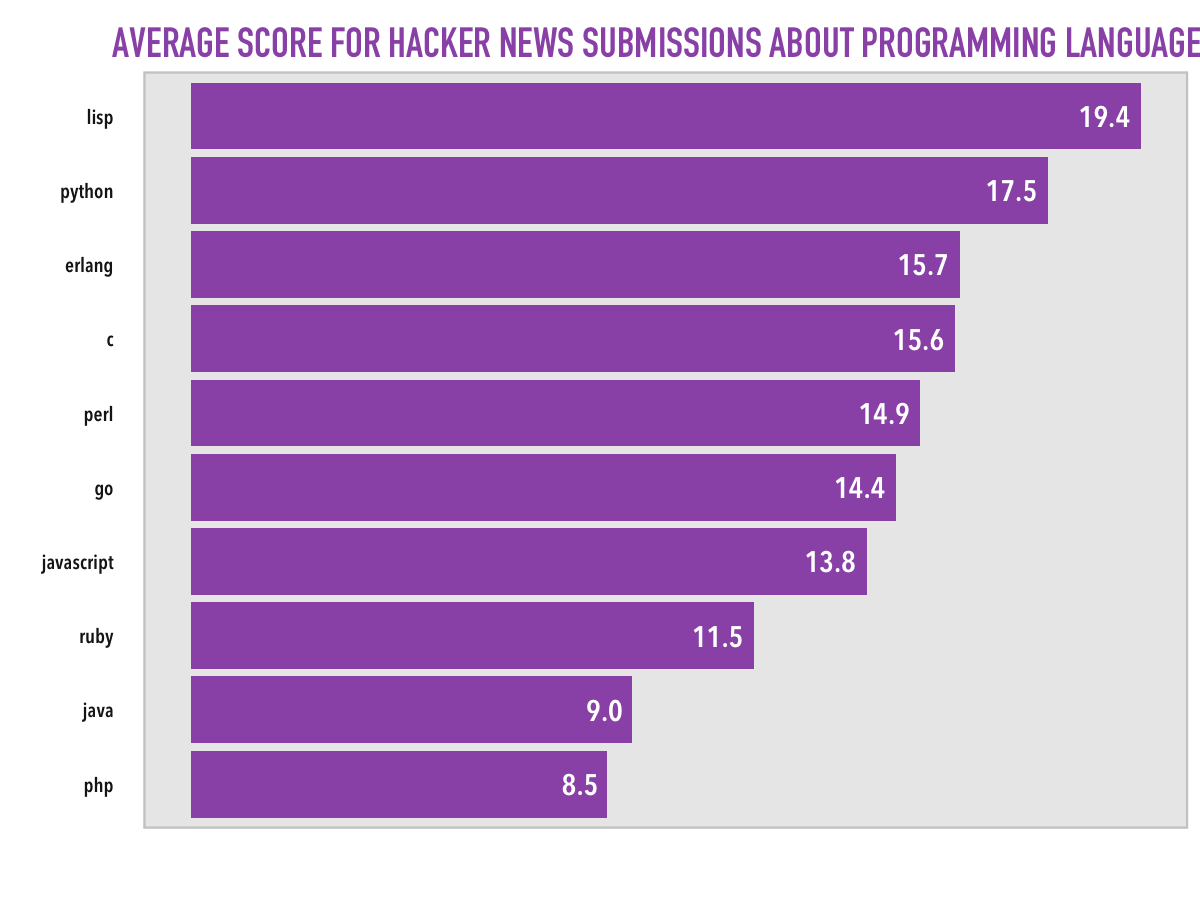 AVERAGE SCORE FOR HACKER NEWS SUBMISSIONS ABOUT PROGRAMMING LANGUAGE
lisp 19.4
python 17.5
erlang 15.7
c 15.6
perl 14.9
go 14.4
javascript 13.8
ruby 11.5
java 9.0
php 8.5